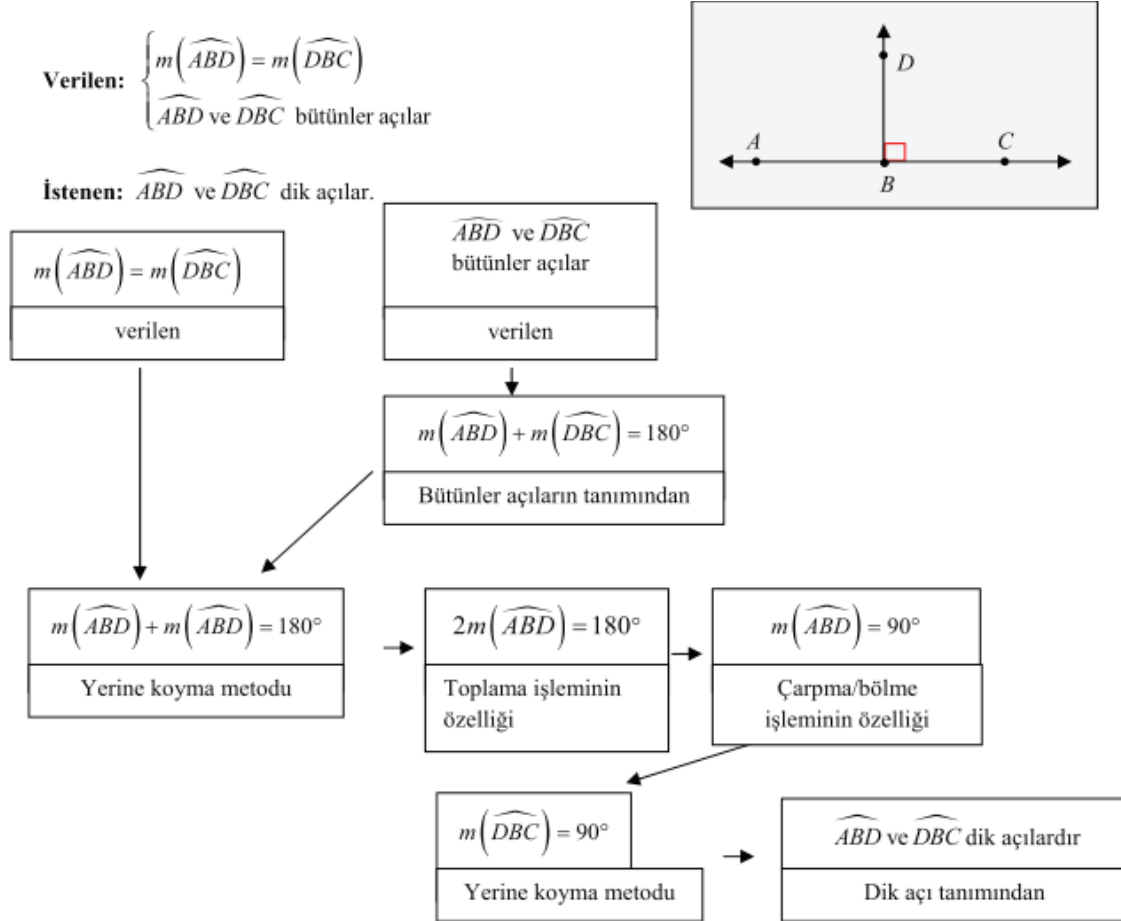 Verilen: { m(ABD) = m(DBC)
ABD ve DBC bütünler açılar
İstenen: ABD ve DBC dik açılar.
D
A
C
B
m(ABD) = m(DBC)
verilen
ABD ve DBC
bütünler açılar
verilen
m(ABD) + m(DBC) = 180°
Bütünler açıların tanımından
m(ABD) + m(ABD) = 180°
Yerine koyma metodu
2m(ABD) = 180°
Toplama işleminin
özelliği
m(ABD) = 90°
Çarpma/bölme
işleminin özelliği
m(DBC) = 90°
Yerine koyma metodu
ABD ve DBC dik açılardır
Dik açı tanımından